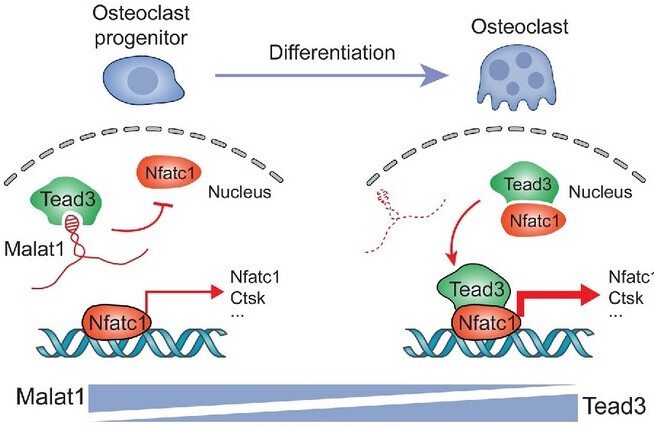 Osteoclast
progenitor
Differentiation
Osteoclast
Tead3
Nfatc1
Nucleus
Malat1
Nfatc1
Nfatc1
Ctsk
...
Tead3
Nfatc1
Nucleus
Tead3
Nfatc1
Nfatc1
Ctsk
...
Malat1
Tead3